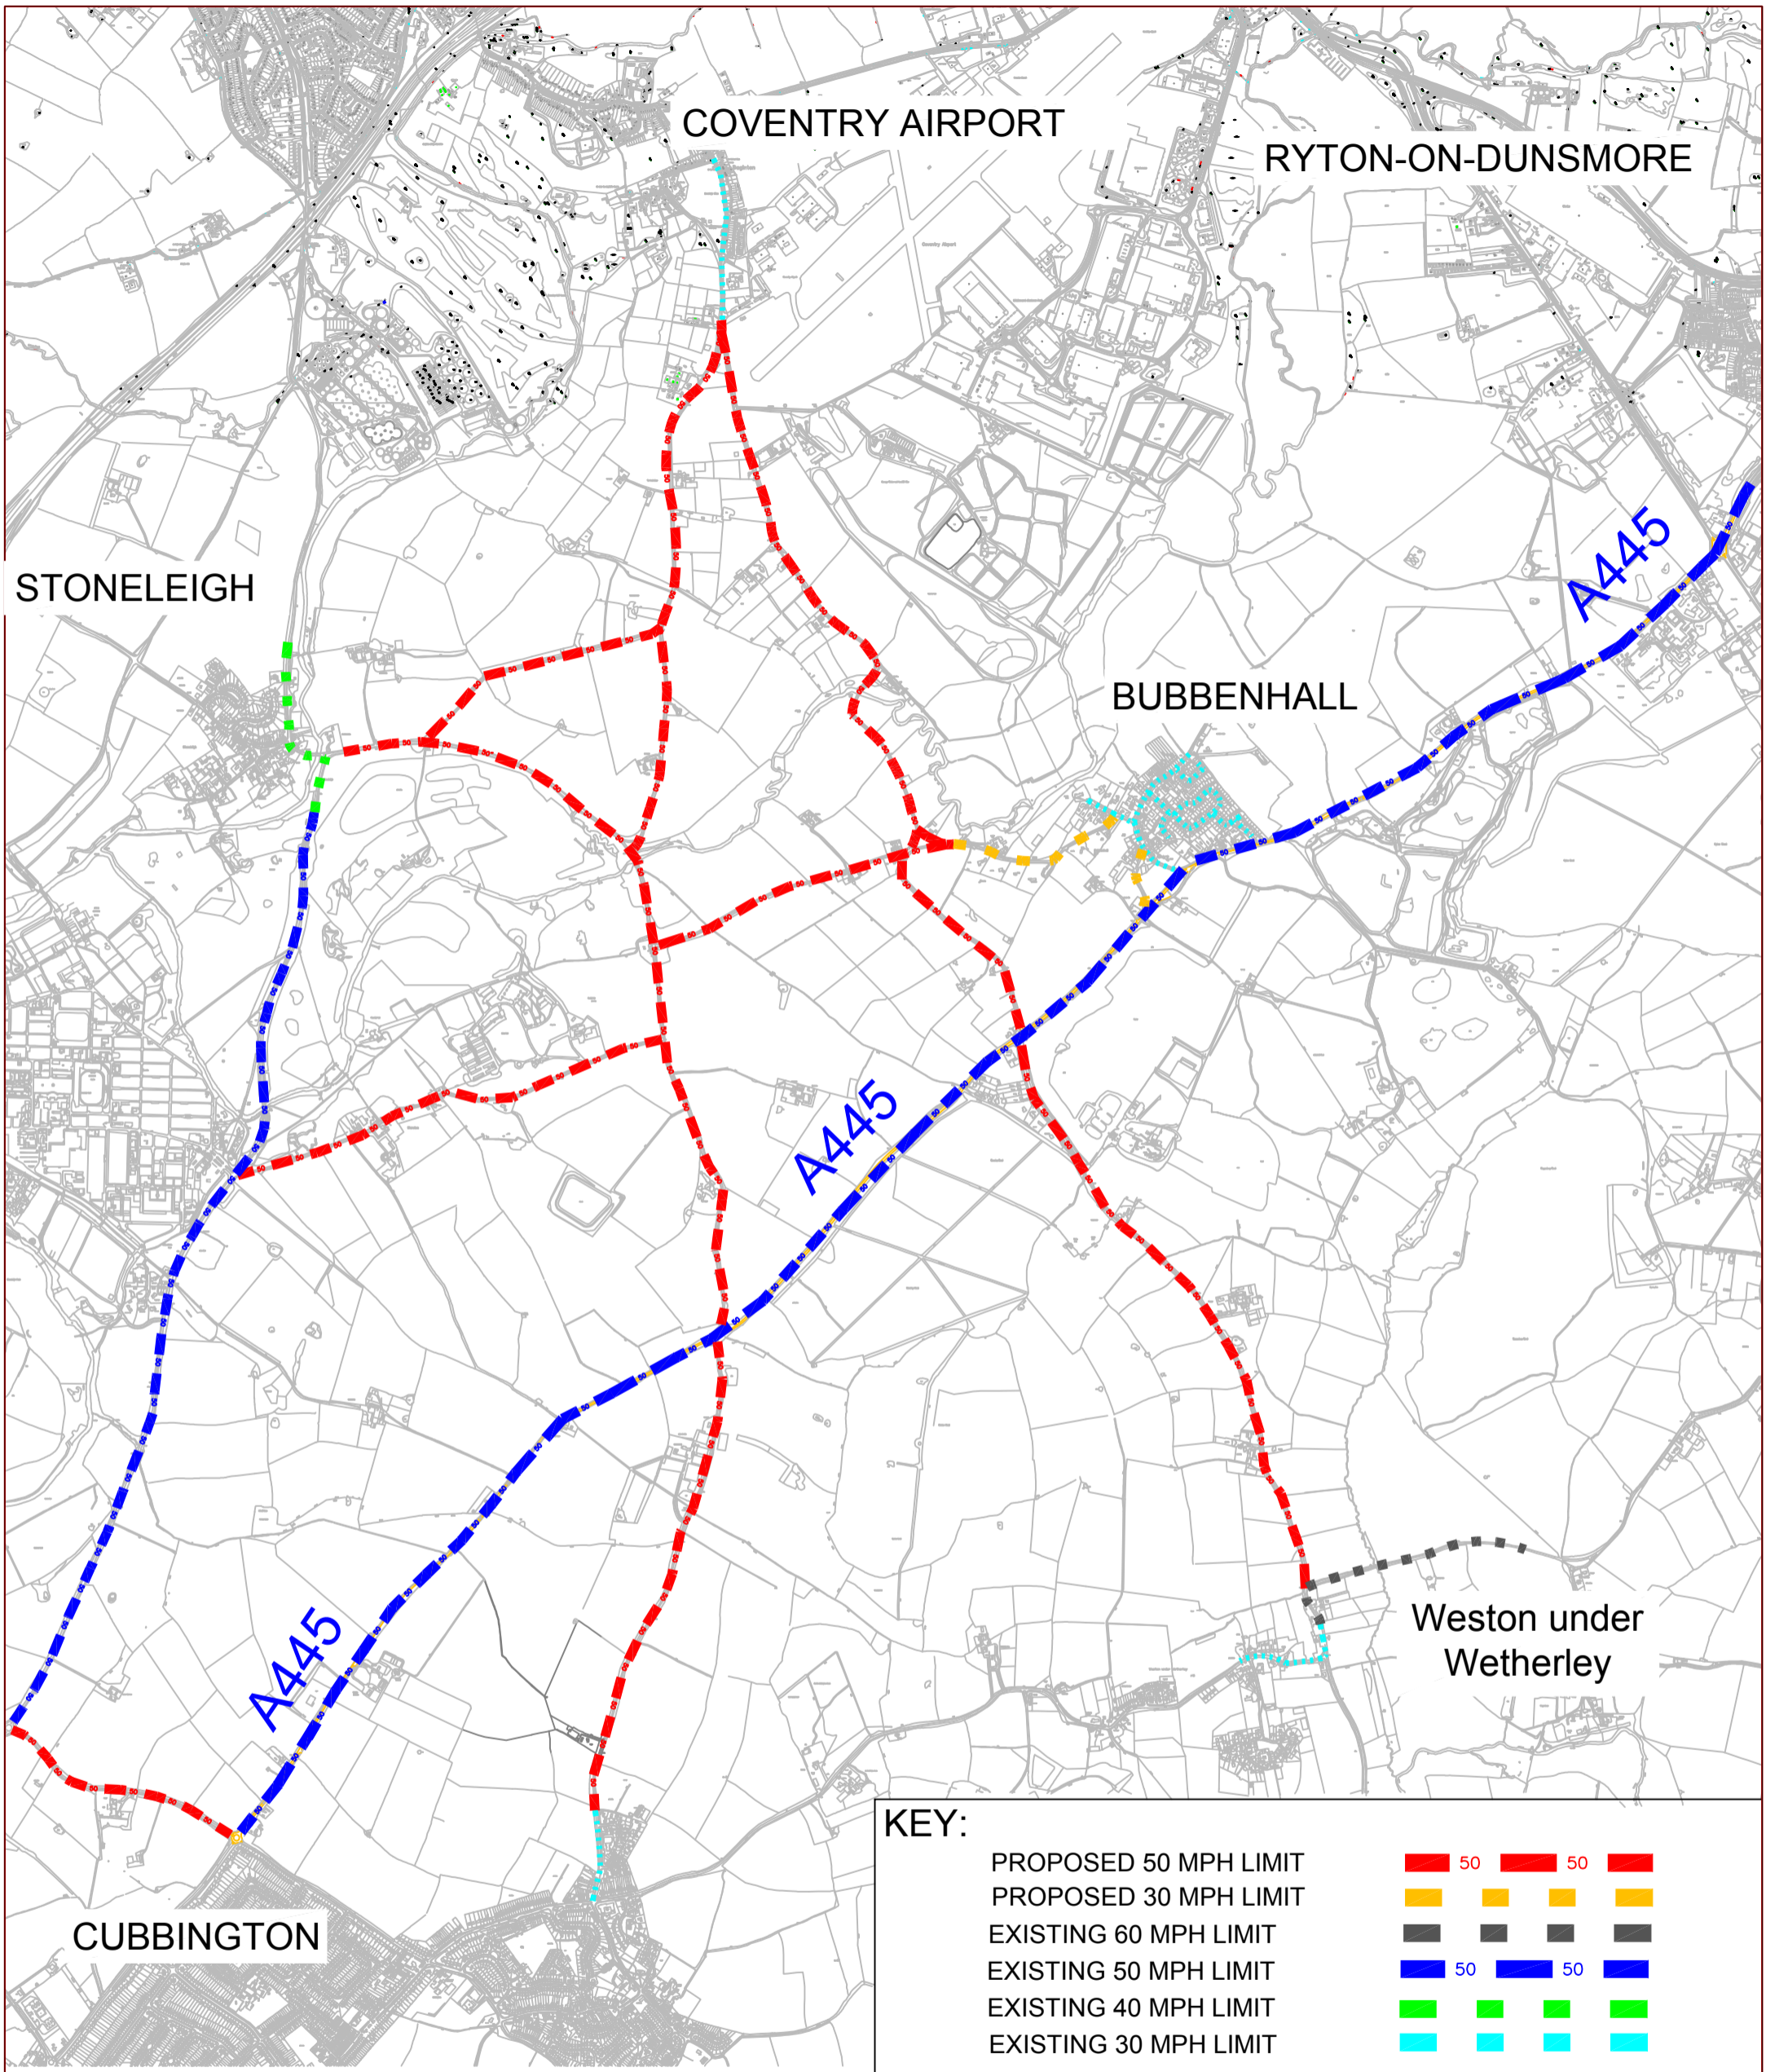 COVENTRY AIRPORT
RYTON-ON-DUNSMORE
A445
STONELEIGH
BUBBENHALL
A445
A445
Weston under
Wetherley
CUBBINGTON
KEY:
PROPOSED 50 MPH LIMIT 50 50
PROPOSED 30 MPH LIMIT
EXISTING 60 MPH LIMIT
EXISTING 50 MPH LIMIT 50 50
EXISTING 40 MPH LIMIT
EXISTING 30 MPH LIMIT